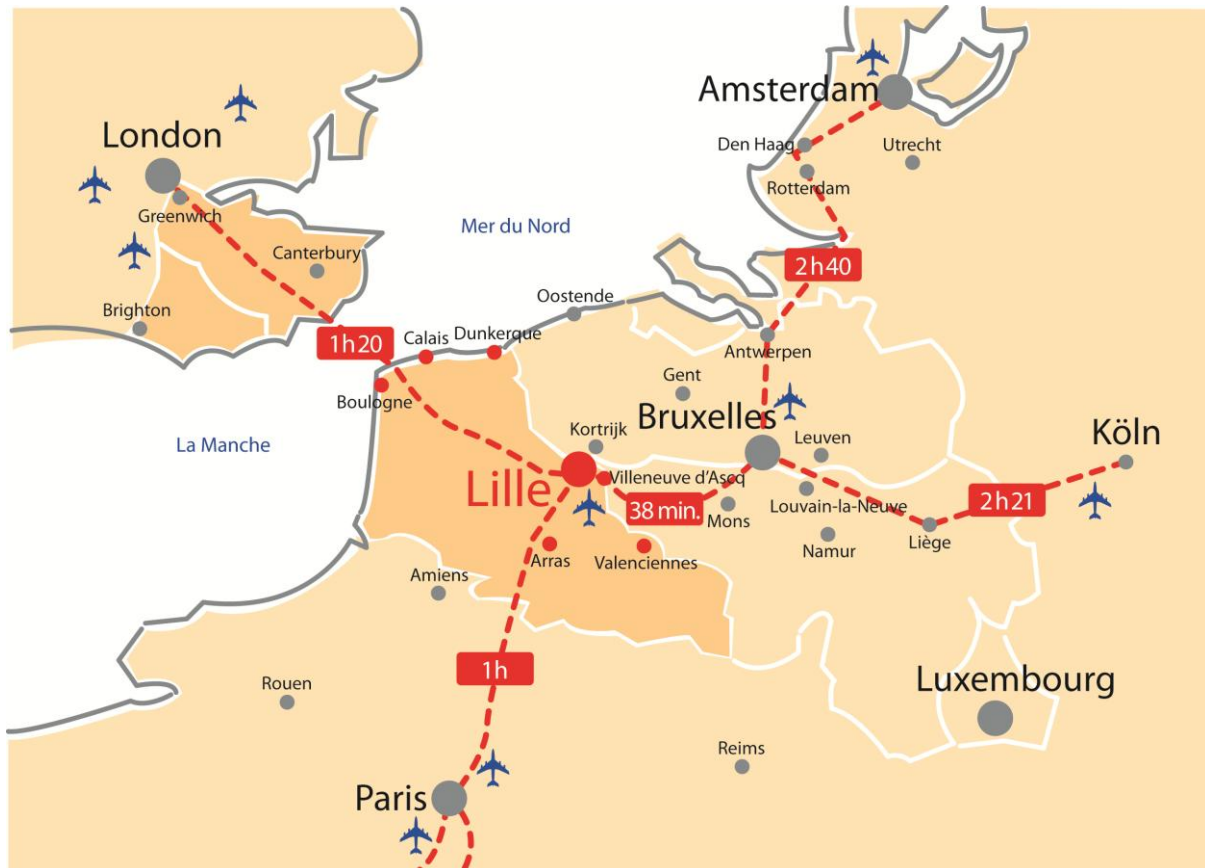 Amsterdam
London
Den Haag
Utrecht
Rotterdam
Greenwich
Mer du Nord
Canterbury
2h40
Oostende
Brighton
1h20
Calais
Dunkerque
Antwerpen
Gent
Boulogne
Bruxelles
Kortrijk
Leuven
Köln
La Manche
Lille
Villeneuve d'Ascq
38 min.
Mons
Louvain-la-Neuve
2h21
Namur
Liège
Arras
Valenciennes
Amiens
1h
Rouen
Luxembourg
Reims
Paris